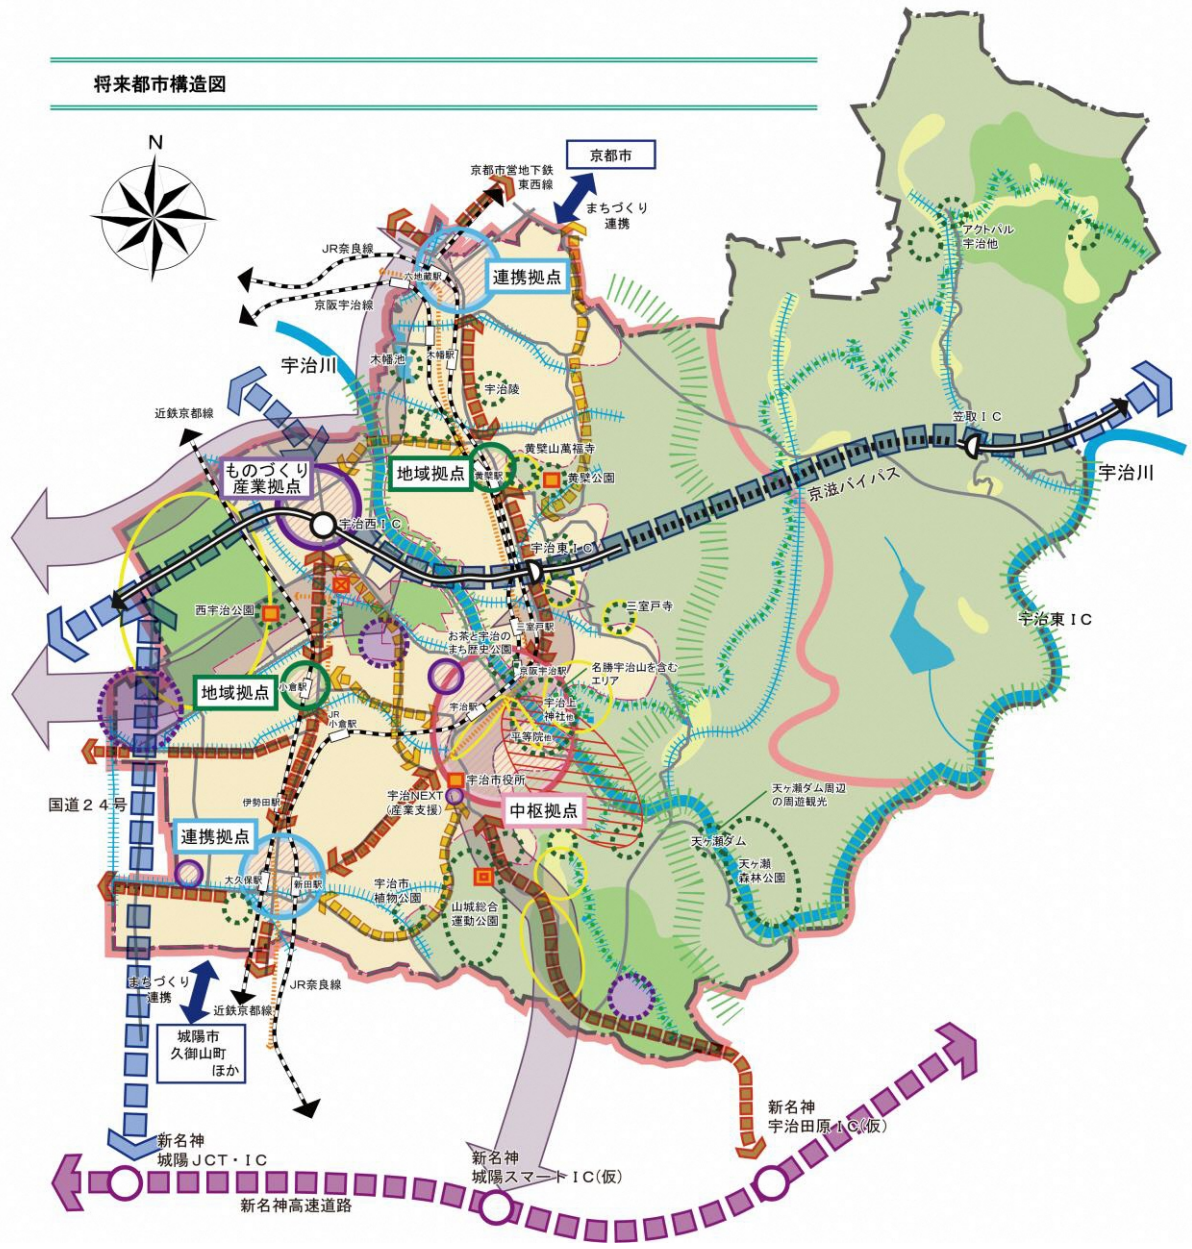 将来都市構造図
N
京都市
京都市営地下鉄
東西線
まちづくり
連携
JR奈良線
六地蔵駅
連携拠点
京阪宇治線
アクトパル
宇治他
宇治川
木幡池
木幡駅
宇治陵
近鉄京都線
笠取IC
黄檗山萬福寺
ものづくり
産業拠点
地域拠点
黄檗駅
黄檗公園
宇治川
京滋バイパス
宇治西IC
宇治東IC
西宇治公園
三室戸寺
宇治東IC
お茶と宇治の
まち歴史公園
三室戸駅
京阪宇治駅
名勝宇治山を含む
エリア
地域拠点
小倉駅
JR
小倉駅
宇治駅
宇治上
神社他
平等院他
宇治市役所
国道24号
伊勢田駅
宇治NEXT
(産業支援)
中枢拠点
天ヶ瀬ダム周辺
の周遊観光
連携拠点
天ヶ瀬ダム
天ヶ瀬
森林公園
大久保駅
新田駅
宇治市
植物公園
山城総合
運動公園
まちづくり
連携
近鉄京都線
JR奈良線
城陽市
久御山町
ほか
新名神
城陽JCT・IC
新名神
城陽スマートIC(仮)
新名神
宇治田原IC(仮)
新名神高速道路